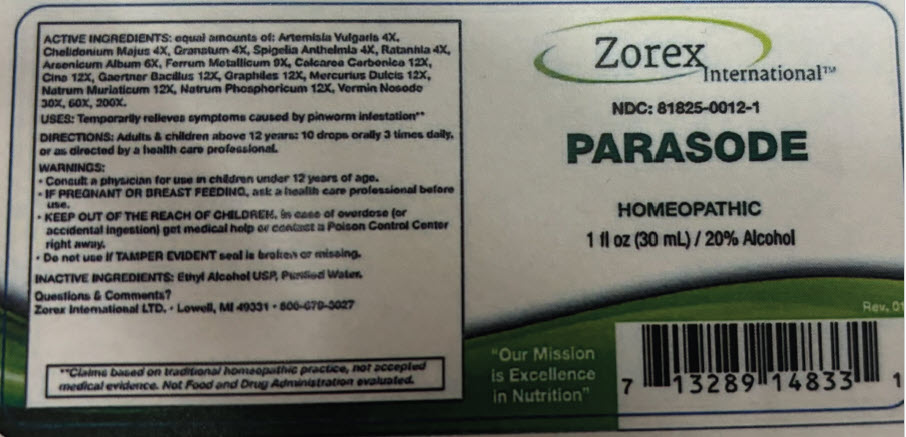 ACTIVE INGREDIENTS: equal amounts of: Artemisia Vulgaris 4X,
Chelidonium Majus 4X, Granatum 4X, Spigelia Anthelmia 4X, Ratanhia 4X,
Arsenicum Album 6X, Ferrum Metallicum 9X, Calcarea Carbonica 12X,
Cina 12X, Gaertner Bacillus 12X, Graphites 12X, Mercurius Dulcis 12X,
Natrum Muriaticum 12X, Natrum Phosphoricum 12X, Vermin Nosode
30X, 60X, 200X.
USES: Temporarily relieves symptoms caused by pinworm infestation**
DIRECTIONS: Adults & children above 12 years: 10 drops orally 3 times daily,
or as directed by a health care professional.
WARNINGS:
• Consult a physician for use in children under 12 years of age.
• IF PREGNANT OR BREAST FEEDING, ask a health care professional before
use.
• KEEP OUT OF THE REACH OF CHILDREN. In case of overdose (or
accidental ingestion) get medical help or contact a Poison Control Center
right away.
• Do not use if TAMPER EVIDENT seal is broken or missing.
INACTIVE INGREDIENTS: Ethyl Alcohol USP, Purified Water.
Questions & Comments?
Zorex International LTD. • Lowell, MI 49331 • 800-679-3027
**Claims based on traditional homeopathic practice, not accepted
medical evidence. Not Food and Drug Administration evaluated.
Zorex
International™
NDC: 81825-0012-1
PARASODE
HOMEOPATHIC
1 fl oz (30 mL) / 20% Alcohol
Rev. 01
"Our Mission
is Excellence
in Nutrition"
7 13289 14833 1